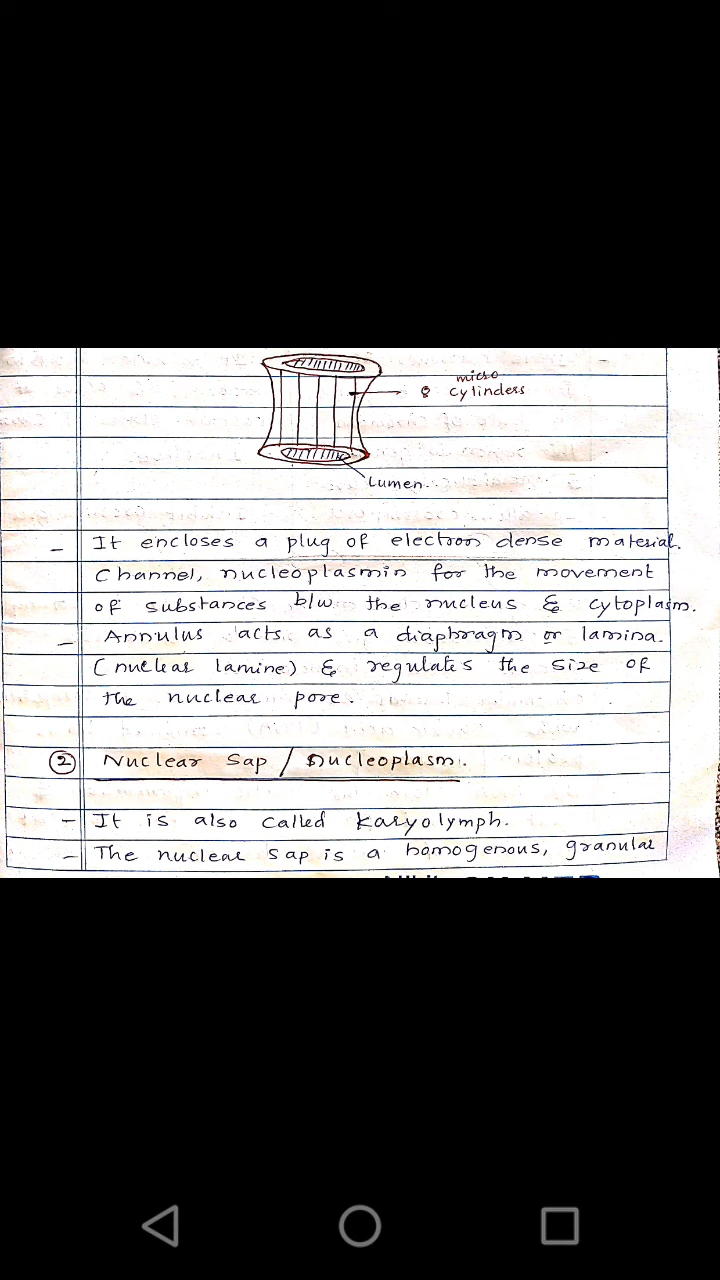 micro
8 cylinders
Lumen.
- It encloses a plug of electron dense material.
Channel, nucleoplasmin for the movement
of substances b/w the nucleus & cytoplasm.
- Annulus acts as a diaphragm or lamina.
(nuclear lamine) & regulates the size of
the nuclear pore.
② Nuclear Sap / Nucleoplasm.
- It is also called karyolymph.
- The nuclear sap is a homogenous, granular